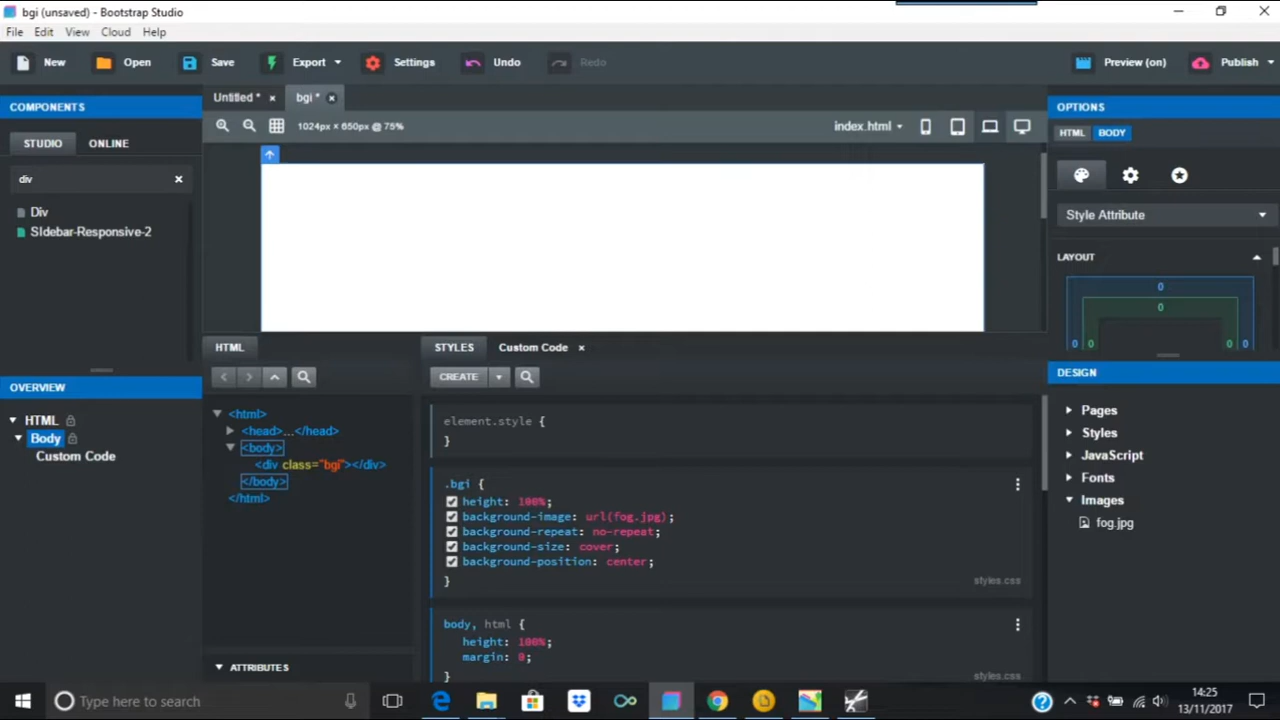 bgi (unsaved) - Bootstrap Studio
File Edit View Cloud Help
New Open Save Export Settings Undo Redo Preview (on) Publish
COMPONENTS
Untitled * × bgi * ×
OPTIONS
1024px × 650px @ 75%
index.html
HTML BODY
STUDIO ONLINE
div ×
Div
SIdebar-Responsive-2
Style Attribute
LAYOUT
0
0
0 0 0 0
HTML
STYLES Custom Code ×
CREATE
DESIGN
Pages
Styles
JavaScript
Fonts
Images
fog.jpg
OVERVIEW
HTML
Body
Custom Code
<html>
<head>...</head>
<body>
<div class="bgi"></div>
</body>
</html>
ATTRIBUTES
element.style {
}
.bgi {
height: 100%;
background-image: url(fog.jpg);
background-repeat: no-repeat;
background-size: cover;
background-position: center;
}
styles.css
body, html {
height: 100%;
margin: 0;
}
styles.css
Type here to search
14:25
13/11/2017